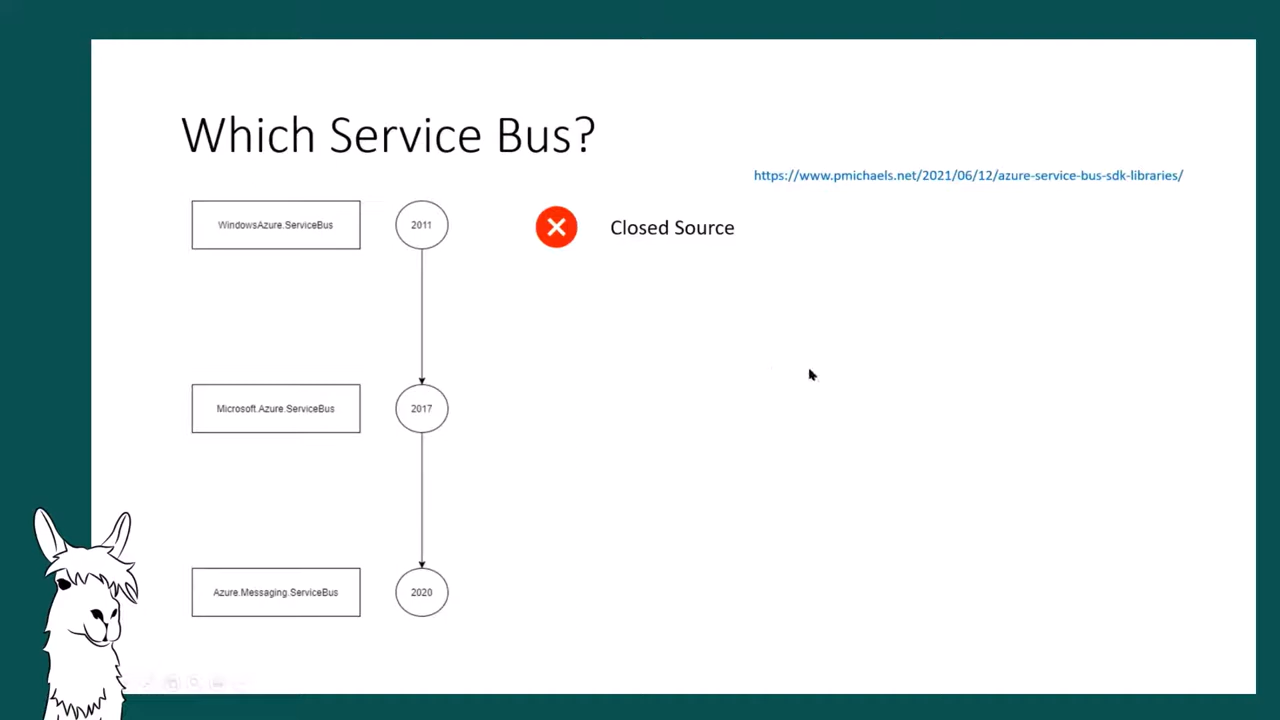 Which Service Bus?
https://www.pmichaels.net/2021/06/12/azure-service-bus-sdk-libraries/
WindowsAzure.ServiceBus
2011
Closed Source
Microsoft.Azure.ServiceBus
2017
Azure.Messaging.ServiceBus
2020